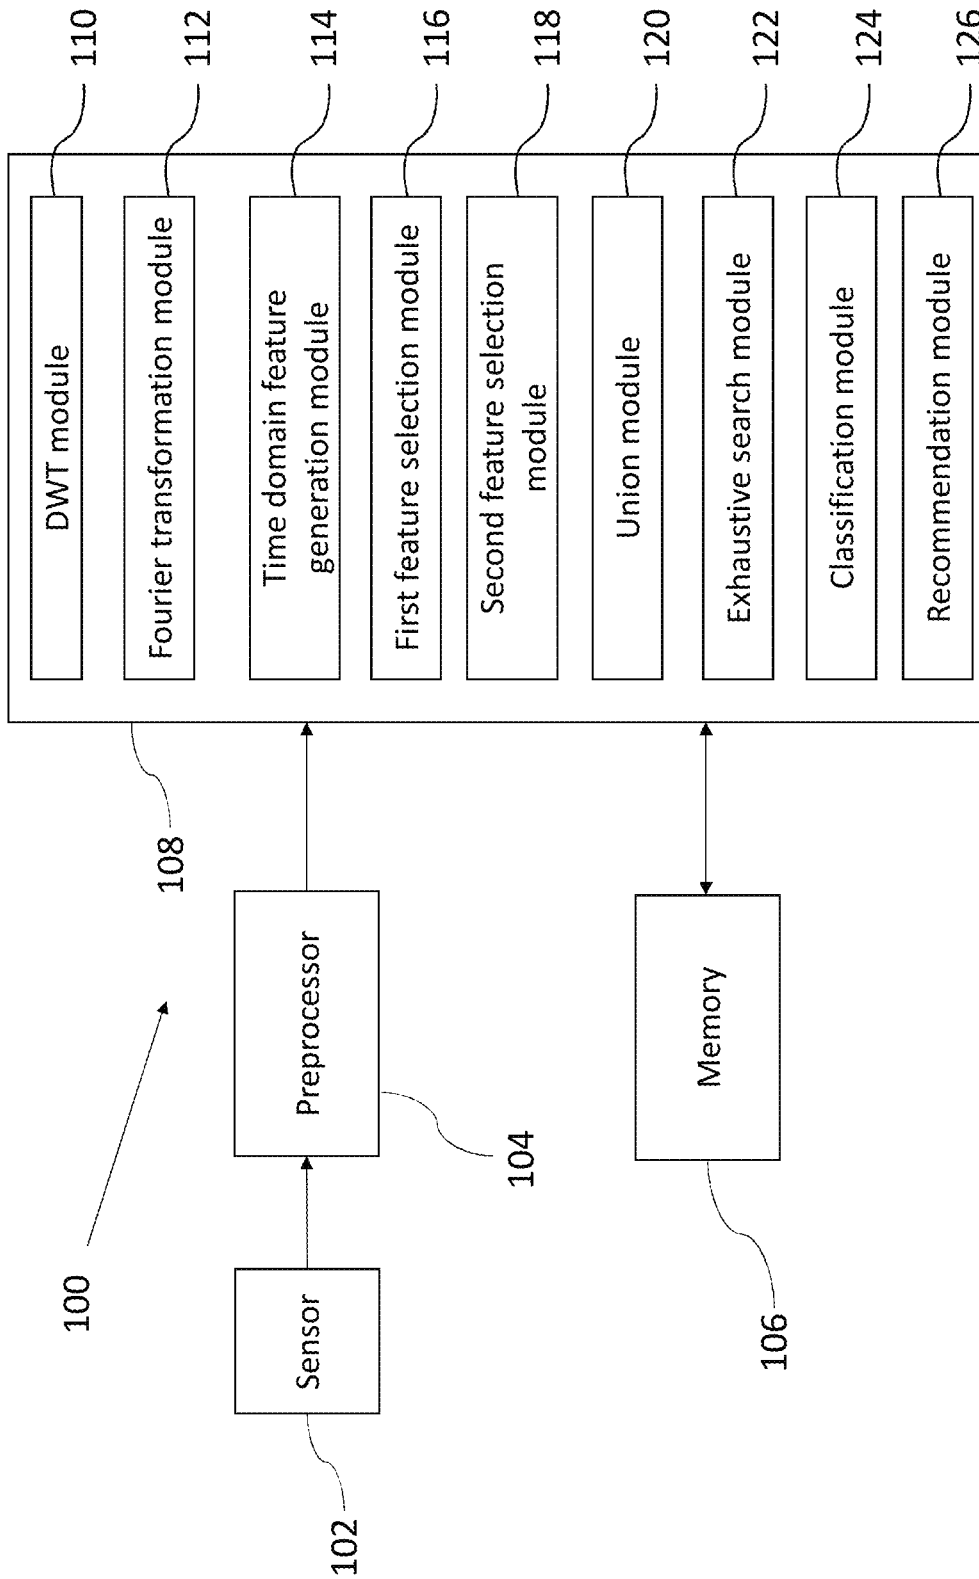 100
102
Sensor
Preprocessor
104
106
Memory
108
DWT module
110
Fourier transformation module
112
Time domain feature
generation module
114
First feature selection module
116
Second feature selection
module
118
Union module
120
Exhaustive search module
122
Classification module
124
Recommendation module
126